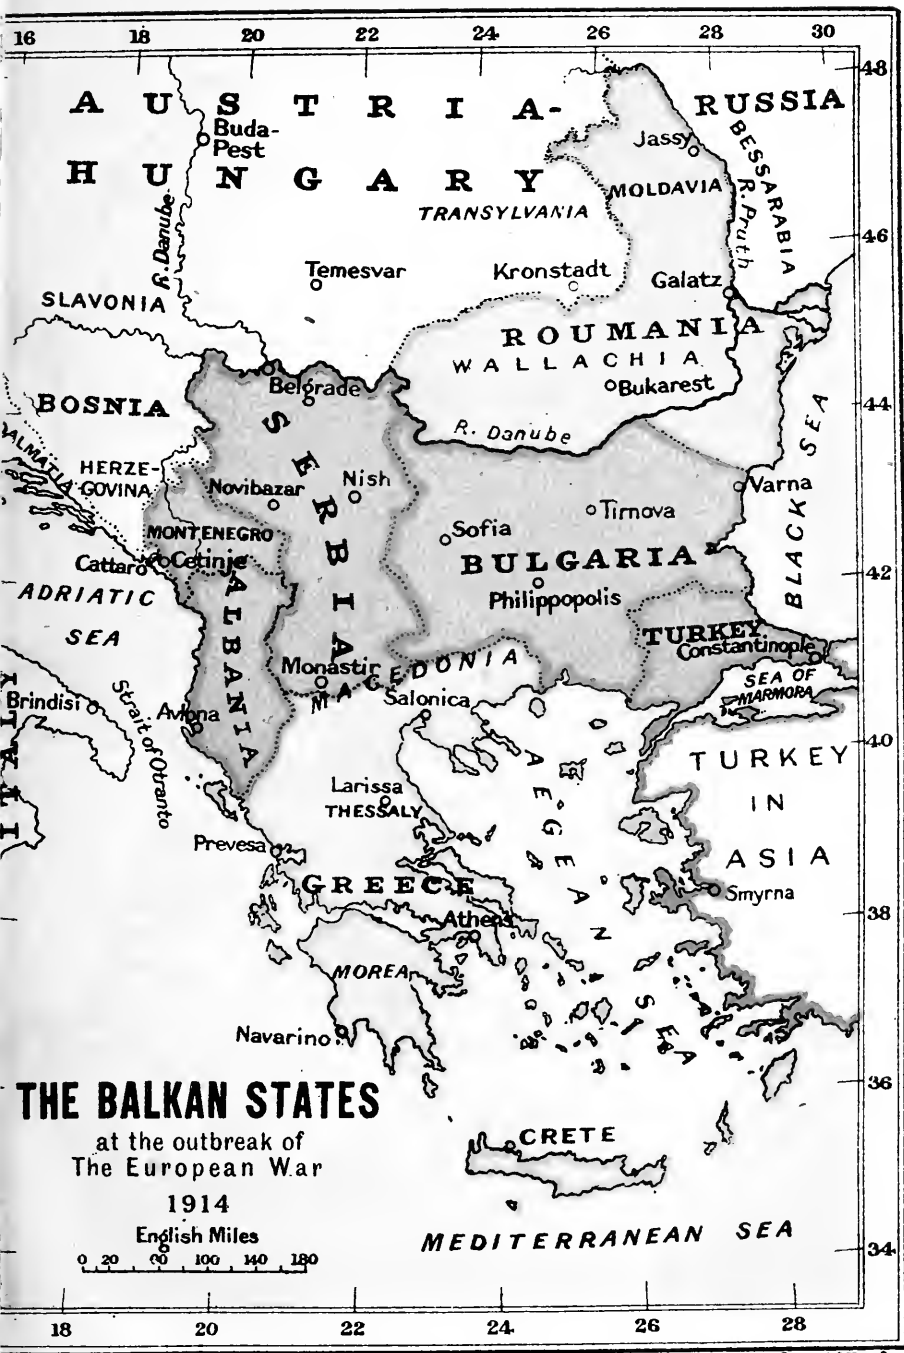 16 18 20 22 24 26 28 30
48
AUSTRIA-
HUNGARY
RUSSIA
Buda-
Pest
Jassy
BESSARABIA
MOLDAVIA
R. Pruth
TRANSYLVANIA
R. Danube
46
Temesvar
Kronstadt
Galatz
SLAVONIA
ROUMANIA
WALLACHIA
Belgrade
Bukarest
BOSNIA
44
R. Danube
BLACK SEA
DALMATIA
HERZE-
GOVINA
SERBIA
Novibazar
Nish
Varna
Tirnova
MONTENEGRO
Sofia
Cattaro
Cetinje
BULGARIA
42
ADRIATIC
SEA
ALBANIA
Philippopolis
TURKEY
Constantinople
Monastir
MACEDONIA
SEA OF
MARMORA
Brindisi
ITALY
Strait of Otranto
Avlona
Salonica
40
TURKEY
IN
ASIA
Larissa
THESSALY
ÆGEAN SEA
Prevesa
GREECE
Smyrna
Athens
38
MOREA
Navarino
36
THE BALKAN STATES
at the outbreak of
The European War
1914
English Miles
0 20 60 100 140 180
CRETE
MEDITERRANEAN SEA
34
18 20 22 24 26 28